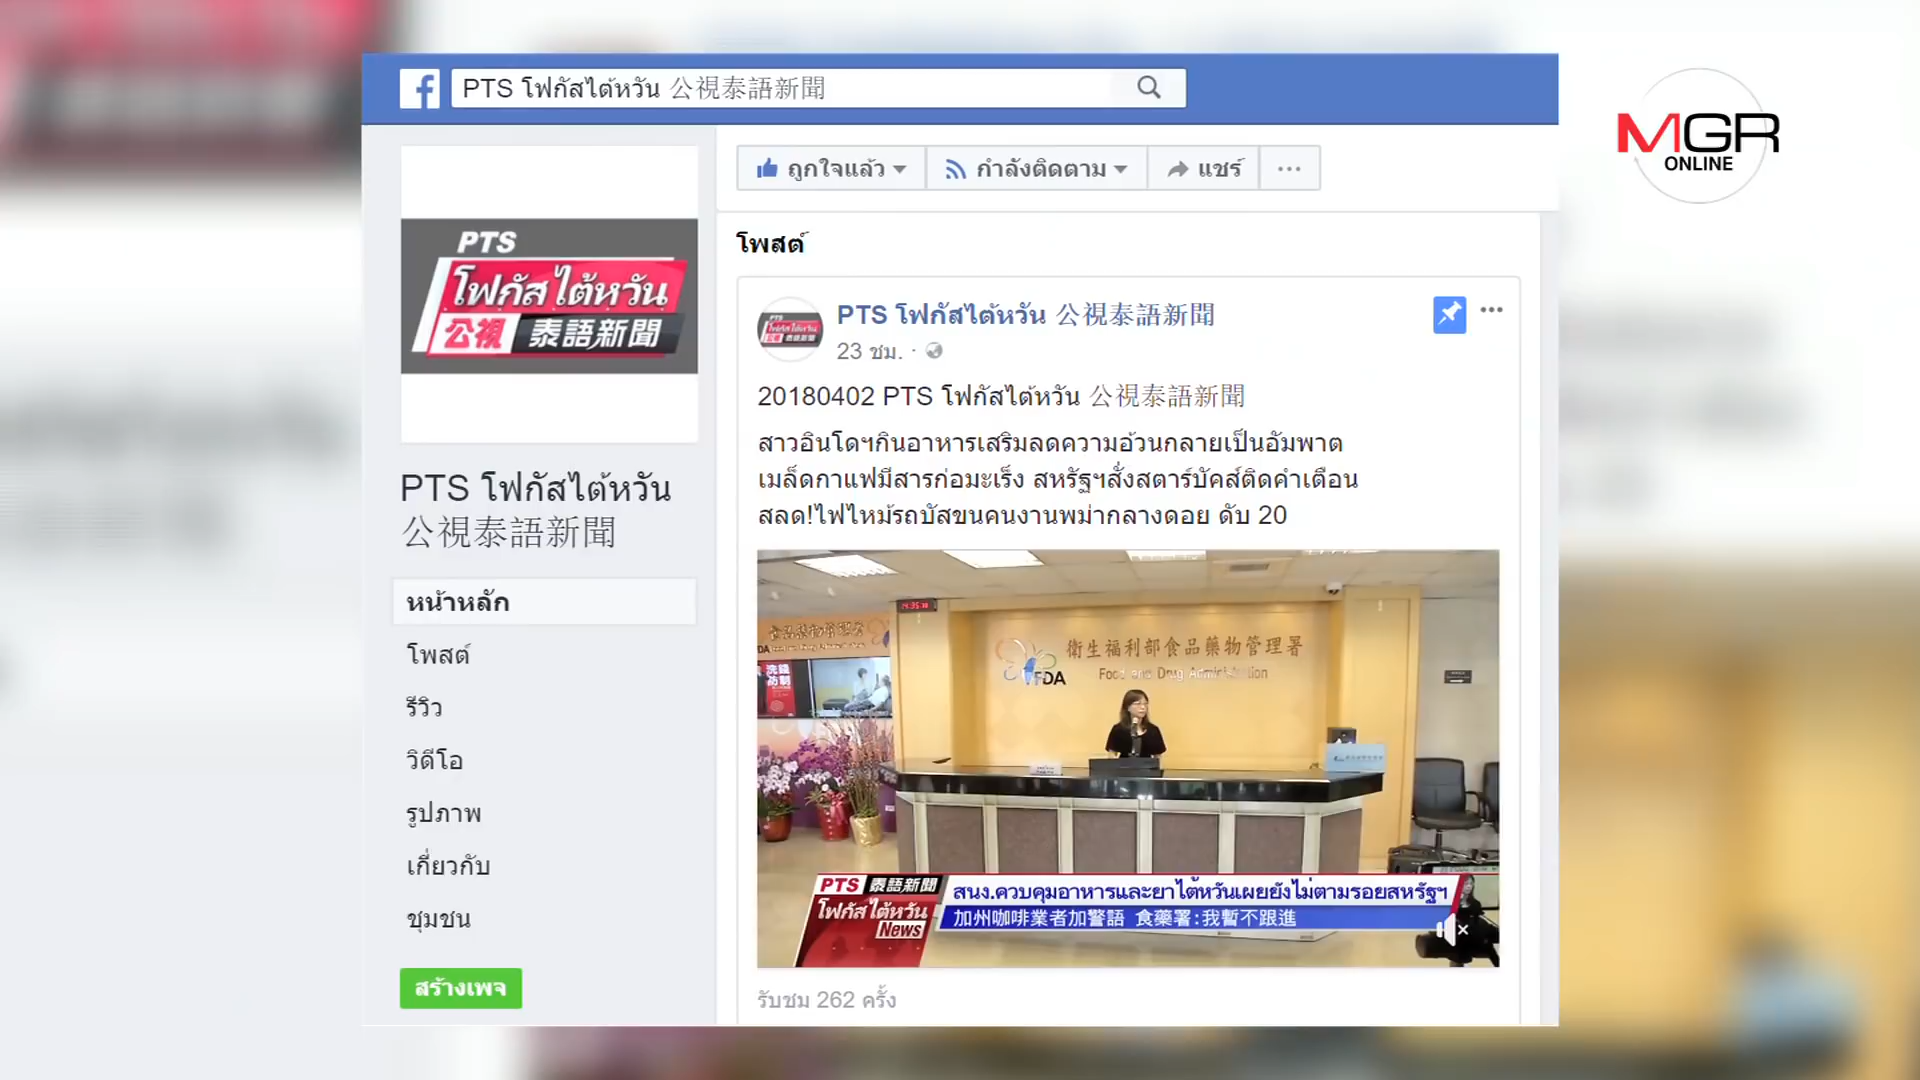 PTS โฟกัสไต้หวัน 公視泰語新聞
MGR
ONLINE
ถูกใจแล้ว
กำลังติดตาม
แชร์
PTS
โฟกัสไต้หวัน
公視 泰語新聞
PTS โฟกัสไต้หวัน
公視泰語新聞
หน้าหลัก
โพสต์
รีวิว
วิดีโอ
รูปภาพ
เกี่ยวกับ
ชุมชน
สร้างเพจ
โพสต์
PTS โฟกัสไต้หวัน 公視泰語新聞
23 ชม.
20180402 PTS โฟกัสไต้หวัน 公視泰語新聞
สาวอินโดฯกินอาหารเสริมลดความอ้วนกลายเป็นอัมพาต
เมล็ดกาแฟมีสารก่อมะเร็ง สหรัฐฯสั่งสตาร์บัคส์ติดคำเตือน
สลด!ไฟไหม้รถบัสขนคนงานพม่ากลางดอย ดับ 20
衛生福利部食品藥物管理署
FDA Food and Drug Administration
PTS 泰語新聞
โฟกัสไต้หวัน
News
สนง.ควบคุมอาหารและยาไต้หวันเผยยังไม่ตามรอยสหรัฐฯ
加州咖啡業者加警語 食藥署:我暫不跟進
รับชม 262 ครั้ง